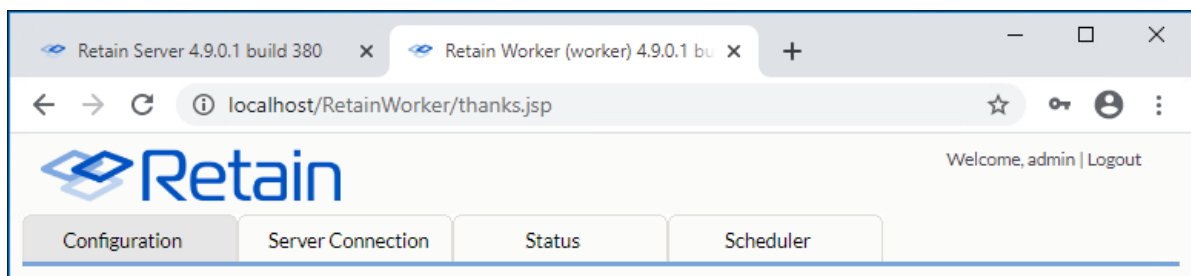 Retain Server 4.9.0.1 build 380
Retain Worker (worker) 4.9.0.1 bu
localhost/RetainWorker/thanks.jsp
Retain
Welcome, admin | Logout
Configuration
Server Connection
Status
Scheduler